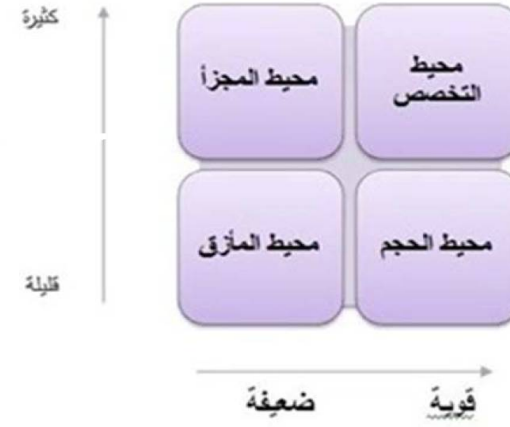 كثيرة
محيط
التخصص
محيط المجزأ
محيط الحجم
محيط المأزق
قليلة
قوية
ضعيفة